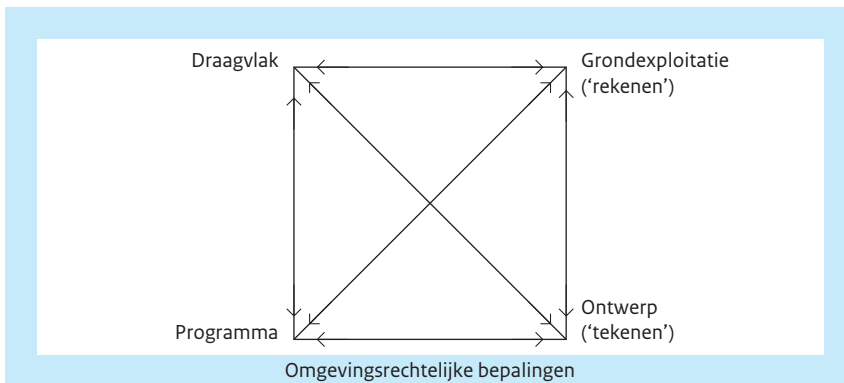 Draagvlak
Grondexploitatie
(‘rekenen’)
Programma
Ontwerp
(‘tekenen’)
Omgevingsrechtelijke bepalingen